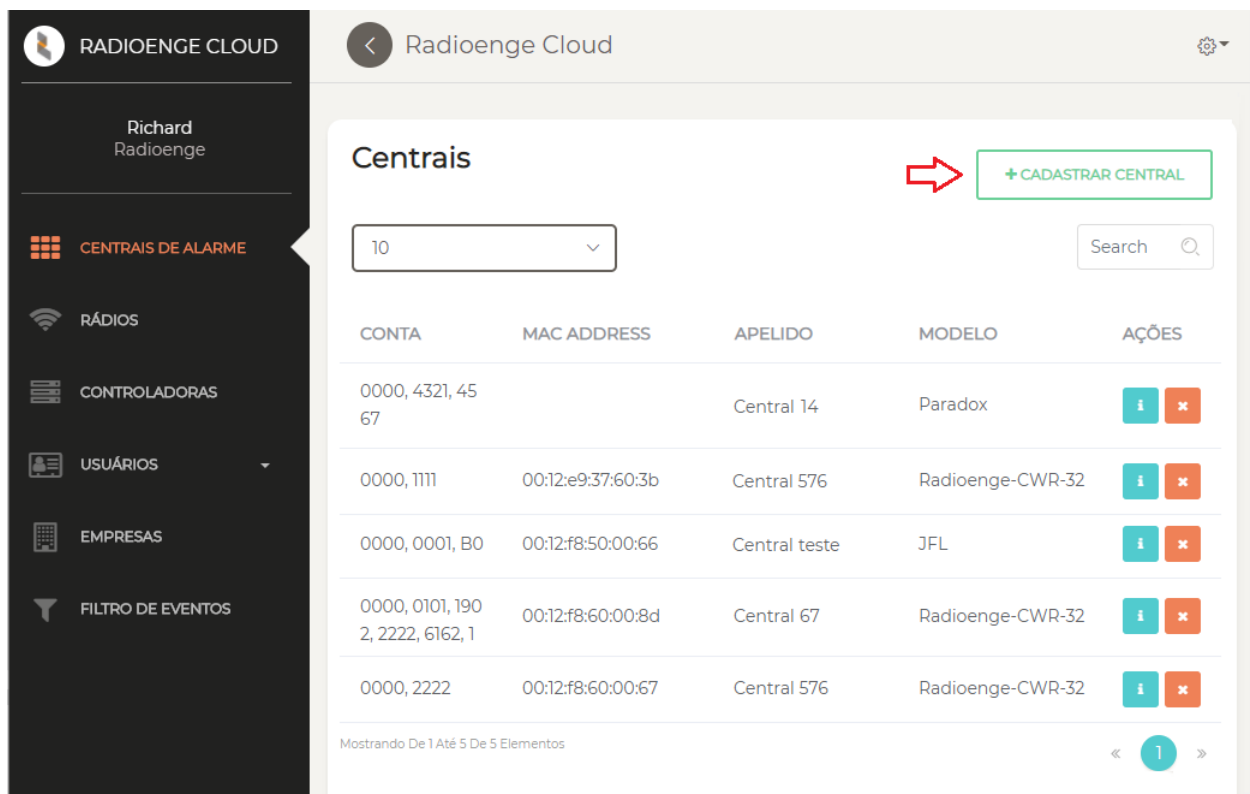 RADIOENGE CLOUD
Radioenge Cloud
Richard
Radioenge
CENTRAIS DE ALARME
RÁDIOS
CONTROLADORAS
USUÁRIOS
EMPRESAS
FILTRO DE EVENTOS
Centrais
+ CADASTRAR CENTRAL
10
Search
CONTA MAC ADDRESS APELIDO MODELO AÇÕES
0000, 4321, 45
67
Central 14 Paradox
0000, 1111 00:12:e9:37:60:3b Central 576 Radioenge-CWR-32
0000, 0001, B0 00:12:f8:50:00:66 Central teste JFL
0000, 0101, 190
2, 2222, 6162, 1
00:12:f8:60:00:8d Central 67 Radioenge-CWR-32
0000, 2222 00:12:f8:60:00:67 Central 576 Radioenge-CWR-32
Mostrando De 1 Até 5 De 5 Elementos
« 1 »